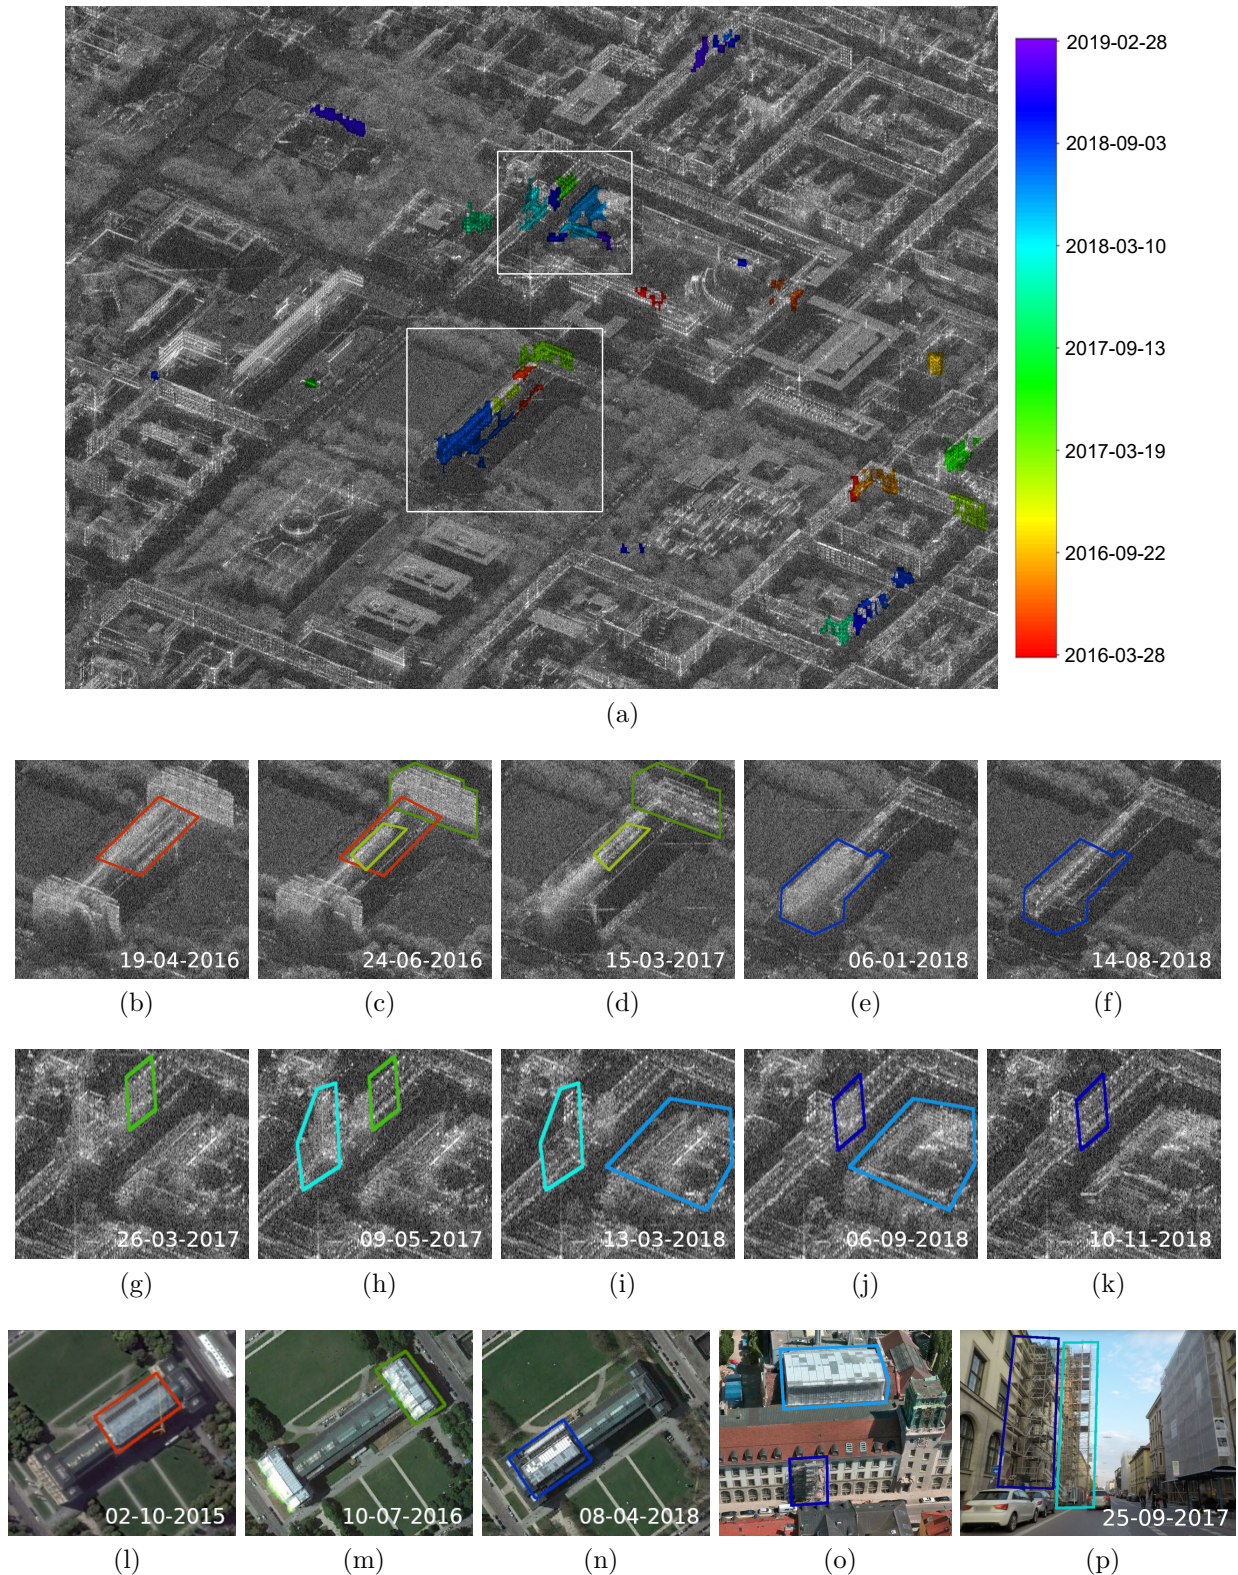 2019-02-28
2018-09-03
2018-03-10
2017-09-13
2017-03-19
2016-09-22
2016-03-28
(a)
19-04-2016
24-06-2016
15-03-2017
06-01-2018
14-08-2018
(b)
(c)
(d)
(e)
(f)
26-03-2017
09-05-2017
13-03-2018
06-09-2018
10-11-2018
(g)
(h)
(i)
(j)
(k)
02-10-2015
10-07-2016
08-04-2018
25-09-2017
(l)
(m)
(n)
(o)
(p)